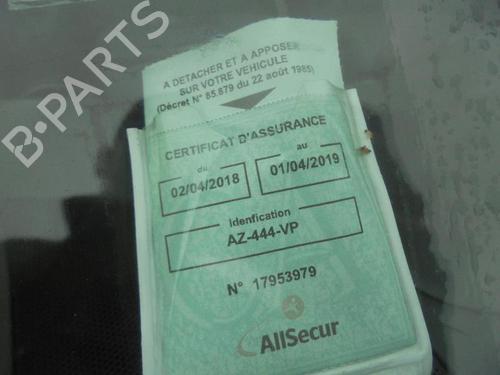 B-PARTS
A DETACHER ET A APPOSER
SUR VOTRE VEHICULE
(Décret N° 85.879 du 22 août 1985)
CERTIFICAT D'ASSURANCE
du
au
02/04/2018
01/04/2019
Idenfication
AZ-444-VP
N° 17953979
AllSecur